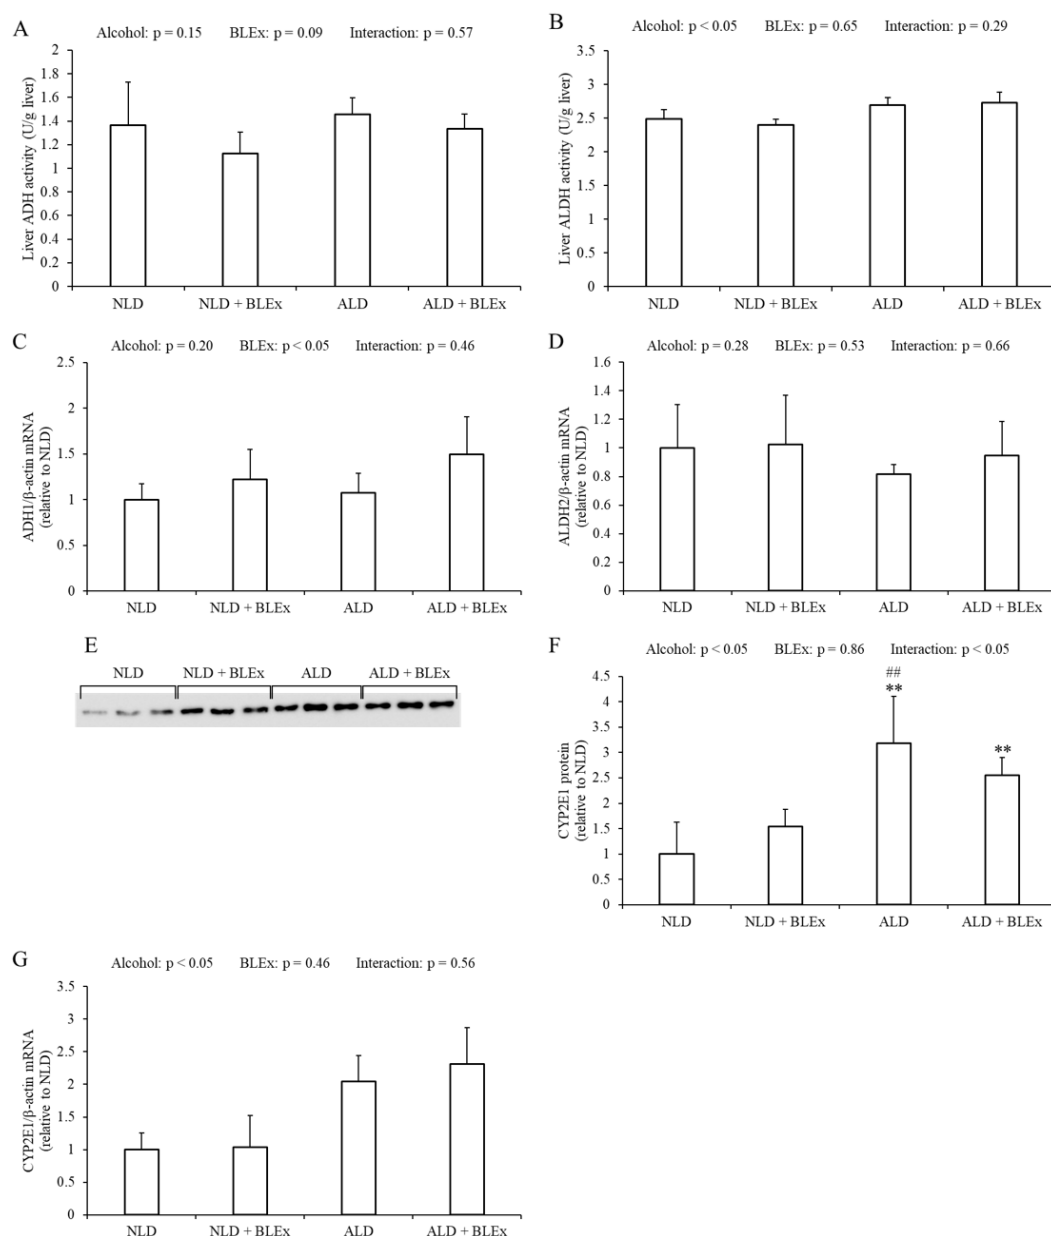 A
Alcohol: p = 0.15 BLEx: p = 0.09 Interaction: p = 0.57
Liver ADH activity (U/g liver)
2
1.8
1.6
1.4
1.2
1
0.8
0.6
0.4
0.2
0
NLD NLD + BLEx ALD ALD + BLEx
B
Alcohol: p < 0.05 BLEx: p = 0.65 Interaction: p = 0.29
Liver ALDH activity (U/g liver)
3.5
3
2.5
2
1.5
1
0.5
0
NLD NLD + BLEx ALD ALD + BLEx
C
Alcohol: p = 0.20 BLEx: p < 0.05 Interaction: p = 0.46
ADH1/β-actin mRNA
(relative to NLD)
2.5
2
1.5
1
0.5
0
NLD NLD + BLEx ALD ALD + BLEx
D
Alcohol: p = 0.28 BLEx: p = 0.53 Interaction: p = 0.66
ALDH2/β-actin mRNA
(relative to NLD)
1.6
1.4
1.2
1
0.8
0.6
0.4
0.2
0
NLD NLD + BLEx ALD ALD + BLEx
E
NLD NLD + BLEx ALD ALD + BLEx
F
Alcohol: p < 0.05 BLEx: p = 0.86 Interaction: p < 0.05
CYP2E1 protein
(relative to NLD)
4.5
4
3.5
3
2.5
2
1.5
1
0.5
0
##
**
**
NLD NLD + BLEx ALD ALD + BLEx
G
Alcohol: p < 0.05 BLEx: p = 0.46 Interaction: p = 0.56
CYP2E1/β-actin mRNA
(relative to NLD)
3.5
3
2.5
2
1.5
1
0.5
0
NLD NLD + BLEx ALD ALD + BLEx